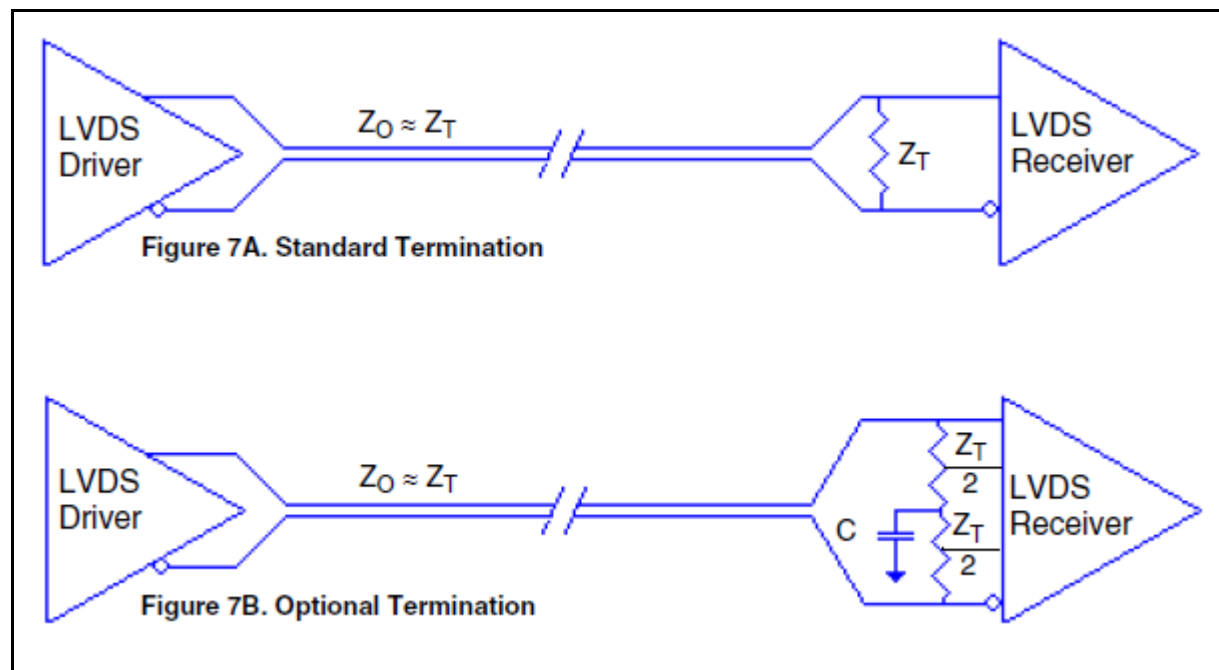 LVDS
Driver
Z_O ≈ Z_T
Z_T
LVDS
Receiver
Figure 7A. Standard Termination
LVDS
Driver
Z_O ≈ Z_T
C
Z_T
2
Z_T
2
LVDS
Receiver
Figure 7B. Optional Termination